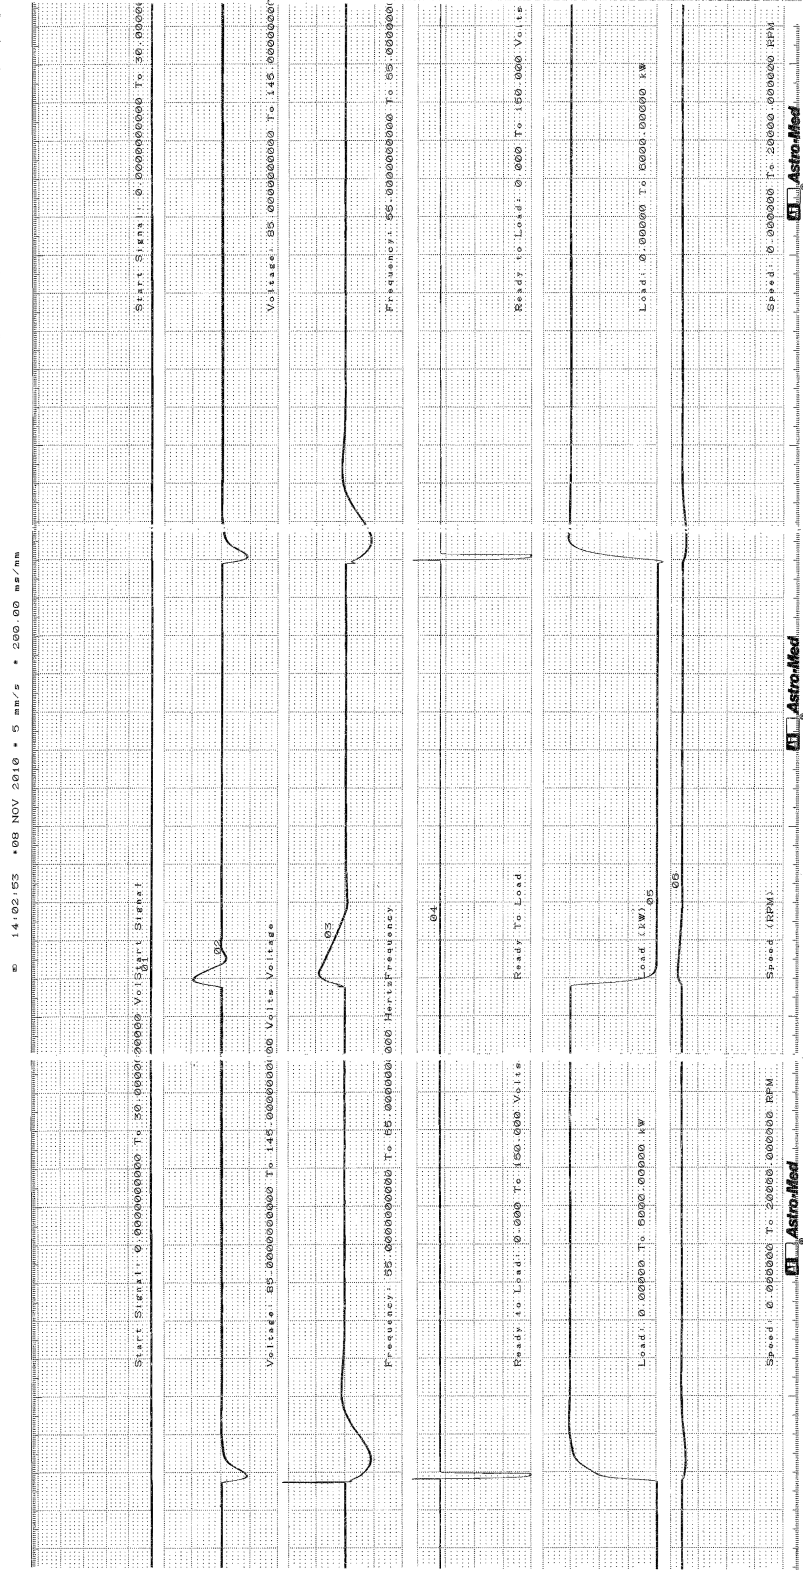 14:02:53 *08 NOV 2010 * 5 mm/s * 200.00 ms/mm
Start Signal: 0.0000000000 To 30.0000
Start Signal
01
Start Signal: 0.0000000000 To 30.0000
00000 Vol
Voltage: 85.0000000000 To 145.0000000
02
Voltage
Voltage: 85.0000000000 To 145.0000000
00 Volts
Frequency: 55.0000000000 To 65.0000000
03
Frequency
Frequency: 55.0000000000 To 65.0000000
000 Hertz
Ready to Load: 0.000 To 150.000 Volts
04
Ready To Load
Ready to Load: 0.000 To 150.000 Volts
Load: 0.00000 To 6000.00000 kW
05
Load (kW)
Load: 0.00000 To 6000.00000 kW
06
Speed: 0.000000 To 20000.000000 RPM
Speed (RPM)
Speed: 0.000000 To 20000.000000 RPM
Astro-Med
Astro-Med
Astro-Med